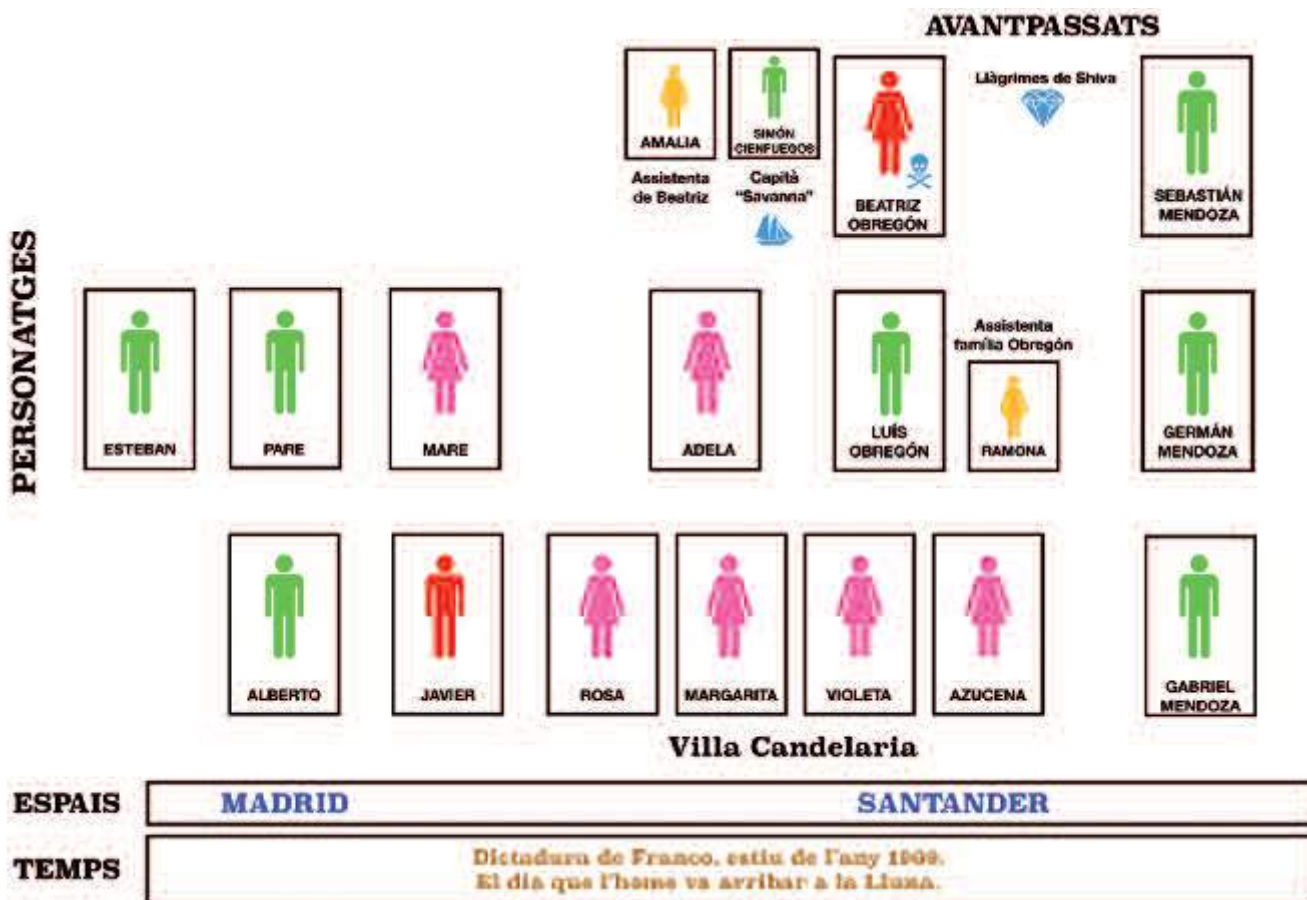 AVANTPASSATS
AMALIA
Assistenta
de Beatriz
SIMÓN
CIENFUEGOS
Capità
"Savanna"
BEATRIZ
OBREGÓN
Llàgrimes de Shiva
SEBASTIÁN
MENDOZA
PERSONATGES
ESTEBAN
PARE
MARE
ADELA
LUÍS
OBREGÓN
Assistenta
família Obregón
RAMONA
GERMÁN
MENDOZA
ALBERTO
JAVIER
ROSA
MARGARITA
VIOLETA
AZUCENA
GABRIEL
MENDOZA
Villa Candelaria
ESPAIS
MADRID
SANTANDER
TEMPS
Dictadura de Franco, estiu de l'any 1969.
El dia que l'home va arribar a la Lluna.